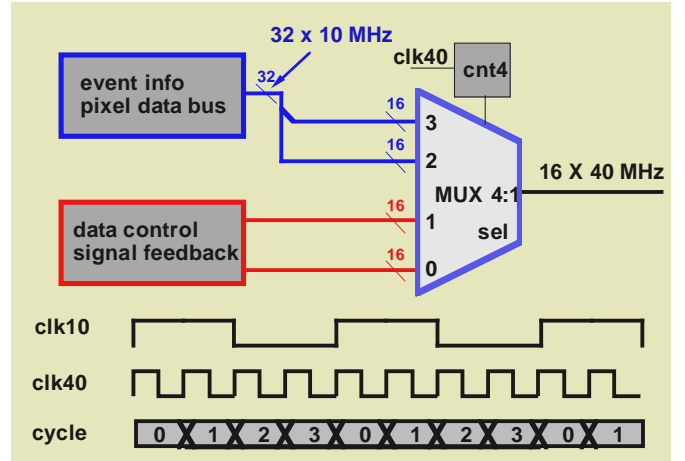 32 x 10 MHz
clk40
cnt4
event info
pixel data bus
32
16
3
16
2
16 X 40 MHz
MUX 4:1
data control
signal feedback
16
1
sel
16
0
clk10
clk40
cycle 0 1 2 3 0 1 2 3 0 1